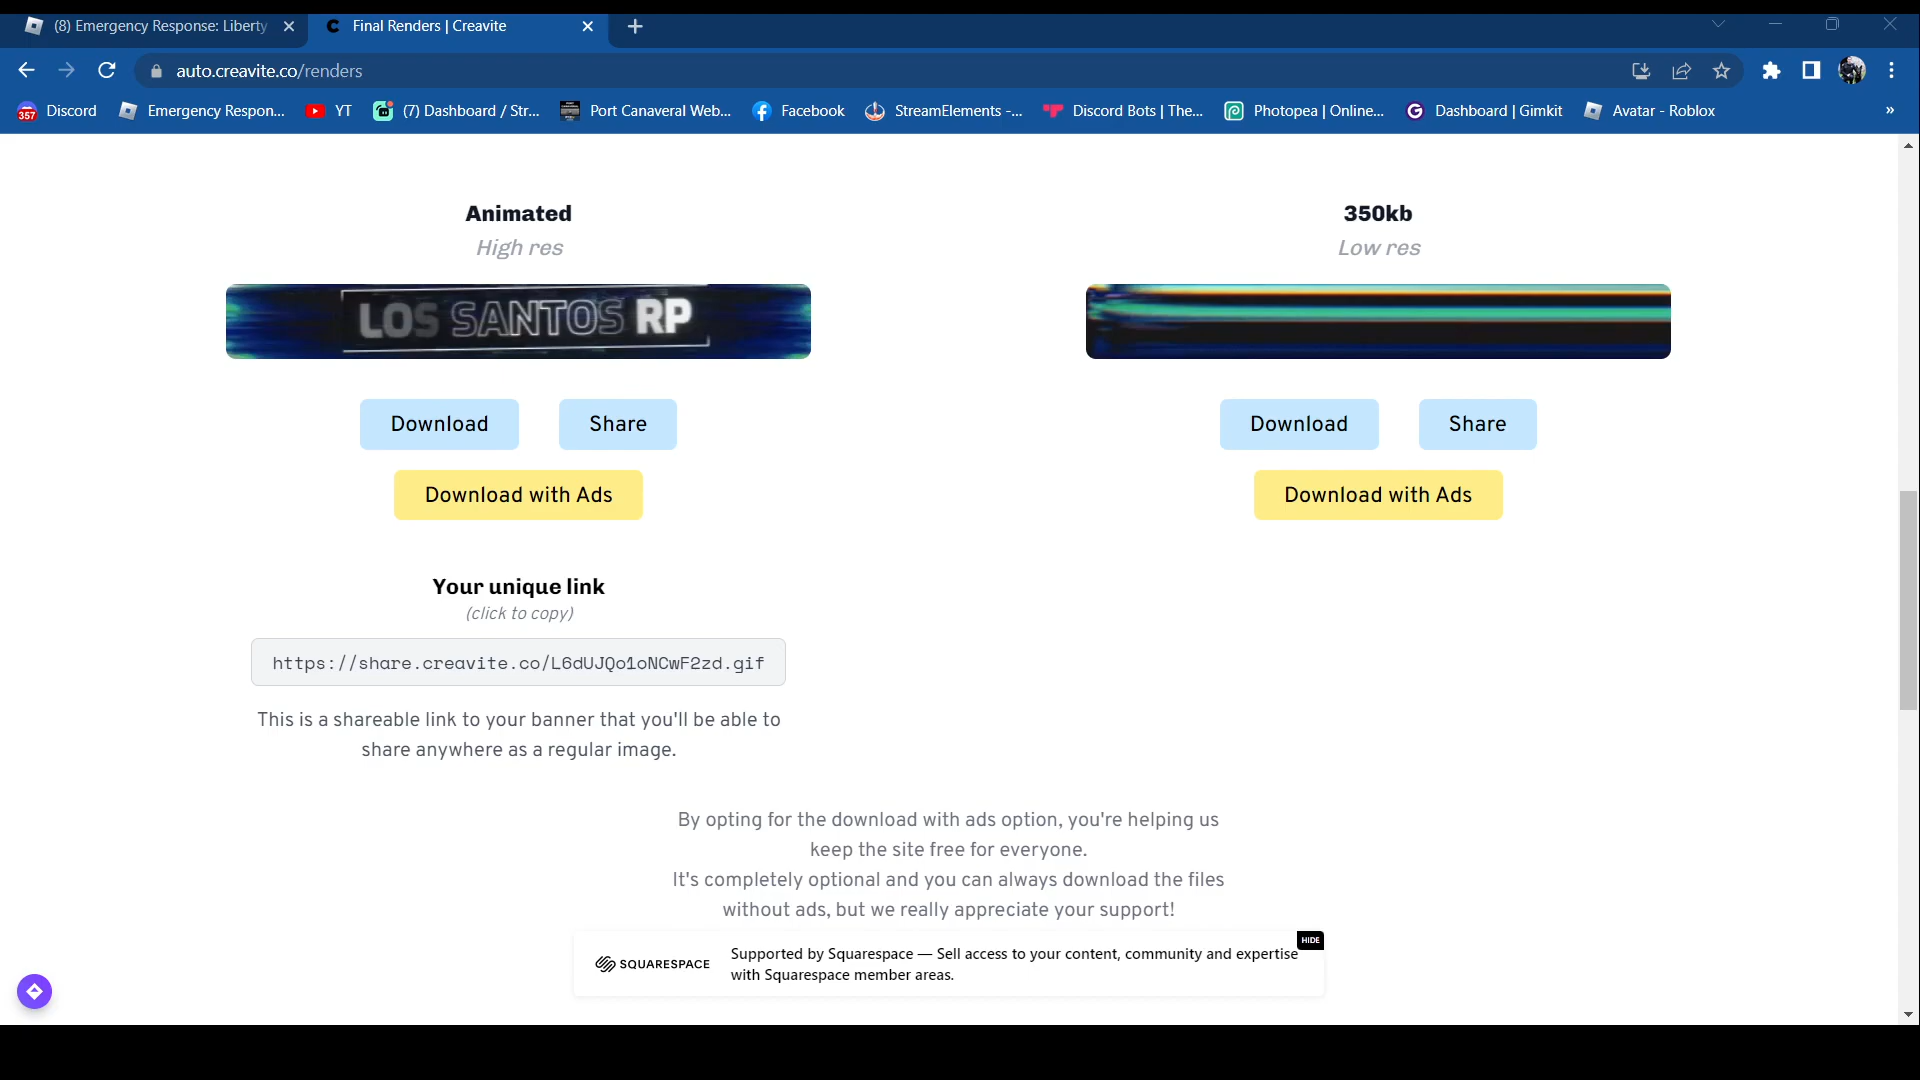 (8) Emergency Response: Liberty
Final Renders | Creavite
auto.creavite.co/renders
357
Discord
Emergency Respon...
YT
(7) Dashboard / Str...
Port Canaveral Web...
Facebook
StreamElements -...
Discord Bots | The...
Photopea | Online...
Dashboard | Gimkit
Avatar - Roblox
»
Animated
High res
LOS SANTOS RP
Download
Share
Download with Ads
350kb
Low res
Download
Share
Download with Ads
Your unique link
(click to copy)
https://share.creavite.co/L6dUJQo1oNCwF2zd.gif
This is a shareable link to your banner that you'll be able to
share anywhere as a regular image.
By opting for the download with ads option, you're helping us
keep the site free for everyone.
It's completely optional and you can always download the files
without ads, but we really appreciate your support!
HIDE
SQUARESPACE
Supported by Squarespace — Sell access to your content, community and expertise
with Squarespace member areas.